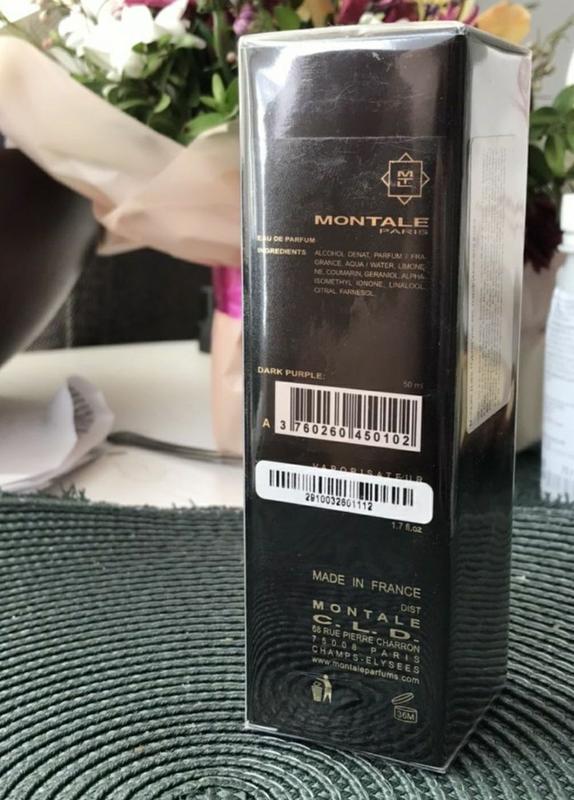 MONTALE
PARIS
EAU DE PARFUM
INGREDIENTS
ALCOHOL DENAT, PARFUM / FRA-
GRANCE, AQUA / WATER, LIMONE-
NE, COUMARIN, GERANIOL, ALPHA-
ISOMETHYL IONONE, LINALOOL,
CITRAL, FARNESOL.
DARK PURPLE:
50 ml
A 3 760260 450102
VAPORISATEUR
2910032601112
1.7 fl.oz
MADE IN FRANCE
DIST
MONTALE
C. L. D.
68 RUE PIERRE CHARRON
75008 PARIS
CHAMPS-ELYSEES
www.montaleparfums.com
36M